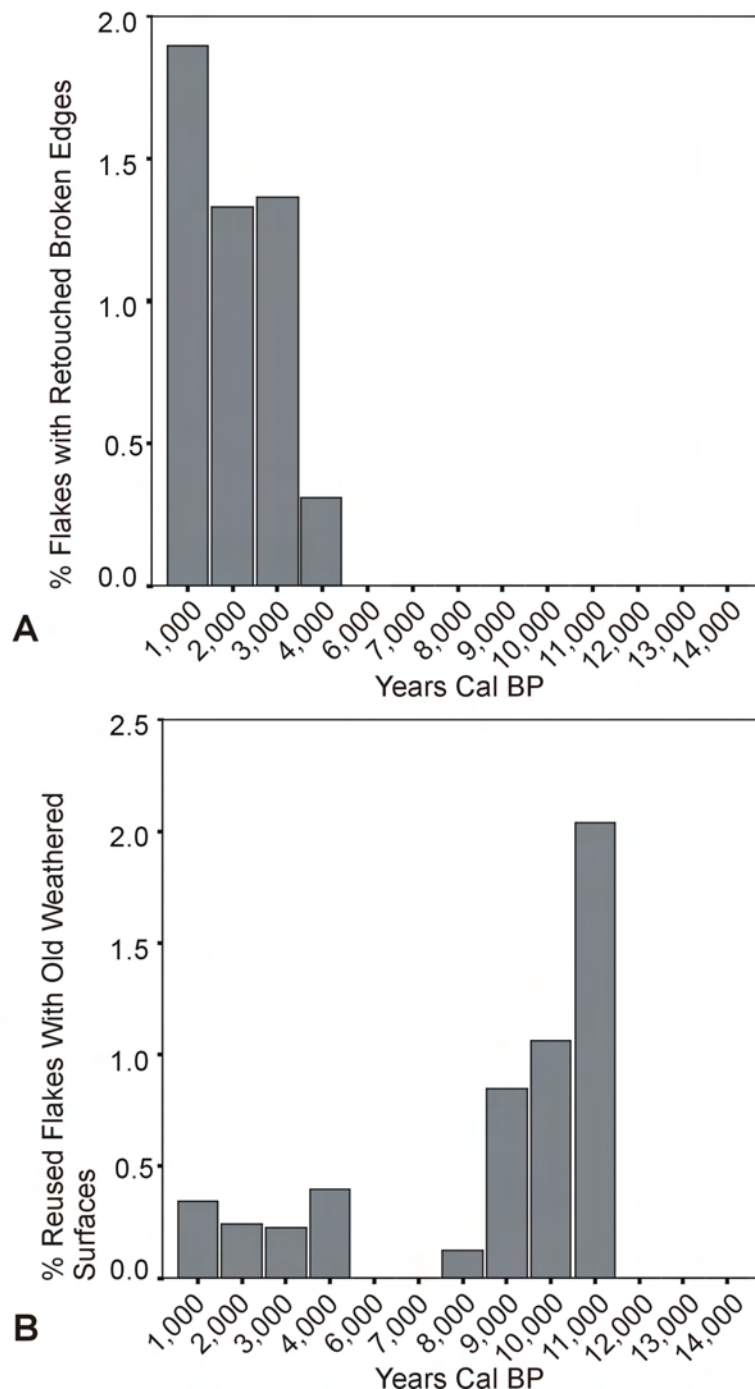 2.0
1.5
1.0
0.5
0.0
% Flakes with Retouched Broken Edges
1,000 2,000 3,000 4,000 6,000 7,000 8,000 9,000 10,000 11,000 12,000 13,000 14,000
A
Years Cal BP
2.5
2.0
1.5
1.0
0.5
0.0
% Reused Flakes With Old Weathered
Surfaces
1,000 2,000 3,000 4,000 6,000 7,000 8,000 9,000 10,000 11,000 12,000 13,000 14,000
B
Years Cal BP